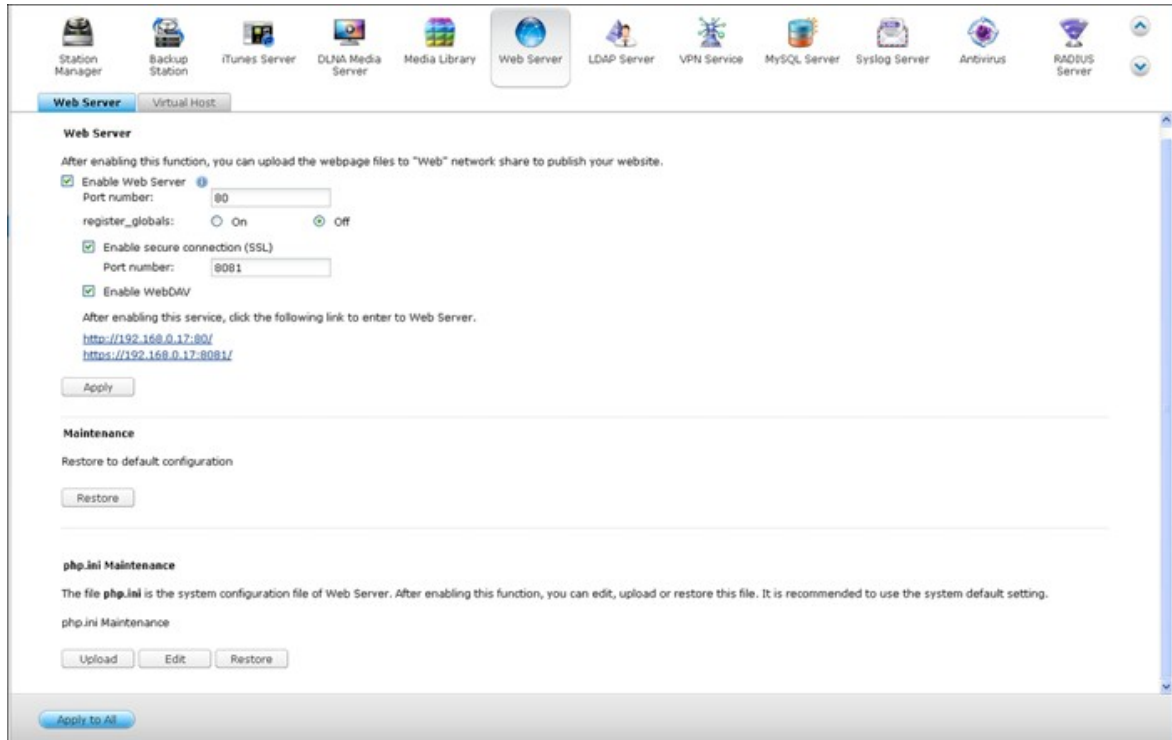 Station Manager
Backup Station
iTunes Server
DLNA Media Server
Media Library
Web Server
LDAP Server
VPN Service
MySQL Server
Syslog Server
Antivirus
RADIUS Server
Web Server
Virtual Host
Web Server
After enabling this function, you can upload the webpage files to "Web" network share to publish your website.
Enable Web Server
Port number: 80
register_globals: On Off
Enable secure connection (SSL)
Port number: 8081
Enable WebDAV
After enabling this service, click the following link to enter to Web Server.
http://192.168.0.17:80/
https://192.168.0.17:8081/
Apply
Maintenance
Restore to default configuration
Restore
php.ini Maintenance
The file php.ini is the system configuration file of Web Server. After enabling this function, you can edit, upload or restore this file. It is recommended to use the system default setting.
php.ini Maintenance
Upload Edit Restore
Apply to All